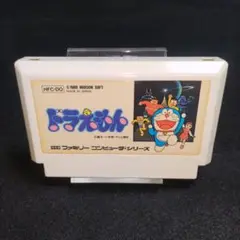 HFC-DO
©1986 HUDSON SOFT
MADE IN JAPAN
ドラえもん
ファミリー コンピュータ・シリーズ